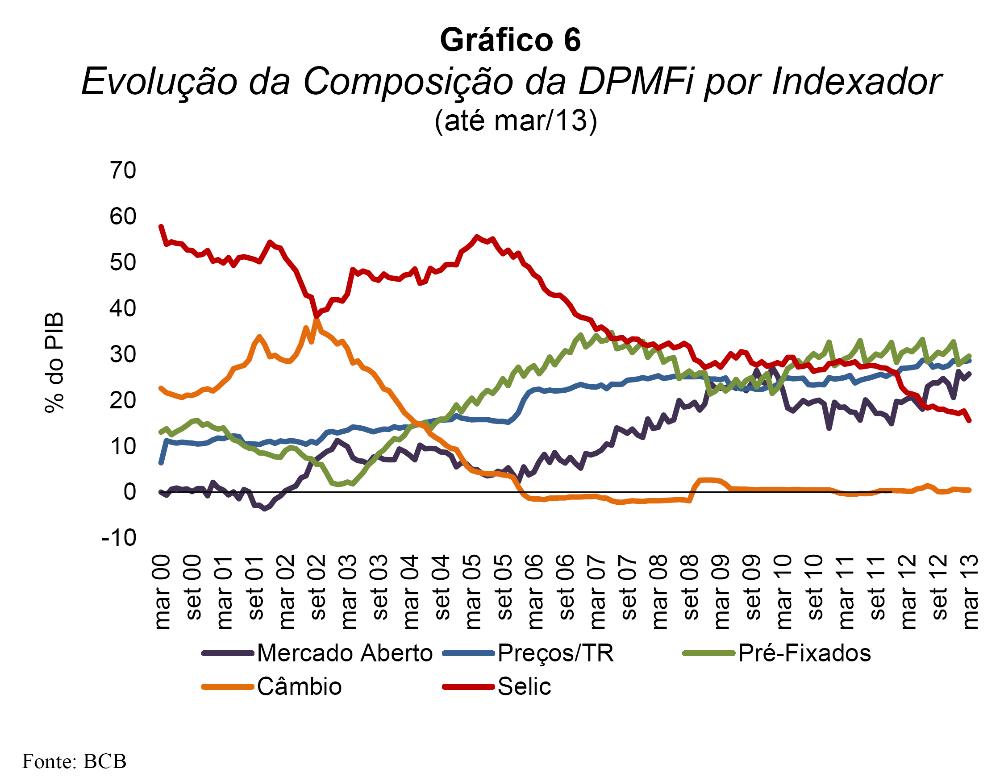 Gráfico 6
Evolução da Composição da DPMFi por Indexador
(até mar/13)
% do PIB
70
60
50
40
30
20
10
0
-10
mar 00
set 00
mar 01
set 01
mar 02
set 02
mar 03
set 03
mar 04
set 04
mar 05
set 05
mar 06
set 06
mar 07
set 07
mar 08
set 08
mar 09
set 09
mar 10
set 10
mar 11
set 11
mar 12
set 12
mar 13
Mercado Aberto
Preços/TR
Pré-Fixados
Câmbio
Selic
Fonte: BCB